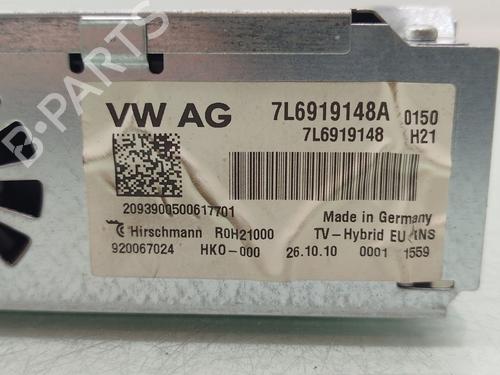 B-PARTS
VW AG 7L6919148A 0150
7L6919148 H21
2093900500617701
Hirschmann R0H21000
Made in Germany
TV-Hybrid EU tNS
920067024 HKO-000 26.10.10 0001 1559